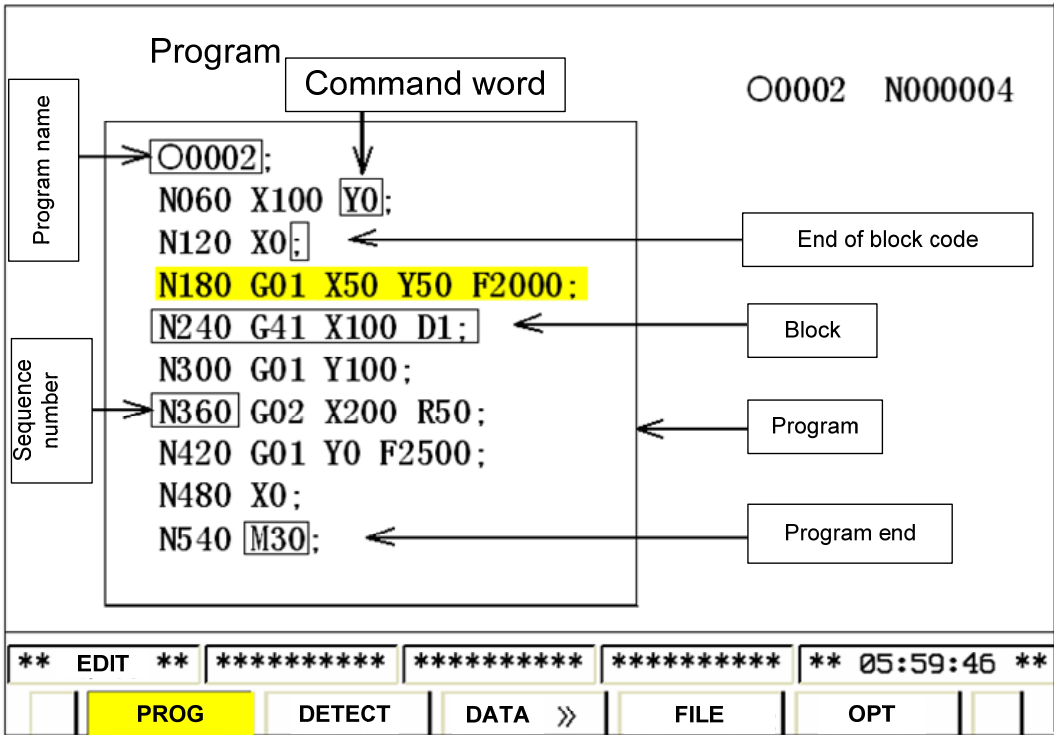 Program
Command word
O0002 N000004
Program name
O0002;
N060 X100 Y0;
N120 X0;
End of block code
N180 G01 X50 Y50 F2000;
N240 G41 X100 D1;
Block
N300 G01 Y100;
Sequence
number
N360 G02 X200 R50;
Program
N420 G01 Y0 F2500;
N480 X0;
N540 M30;
Program end
** EDIT ** ********** ********** ********** ** 05:59:46 **
PROG DETECT DATA » FILE OPT